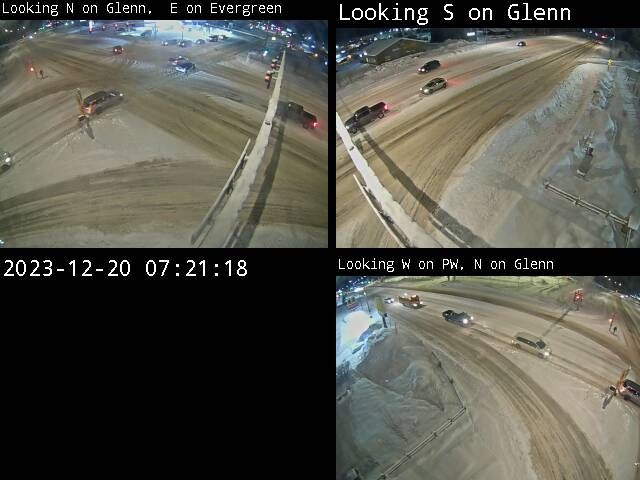 Looking N on Glenn,  E on Evergreen
Looking S on Glenn
2023-12-20 07:21:18
Looking W on PW, N on Glenn